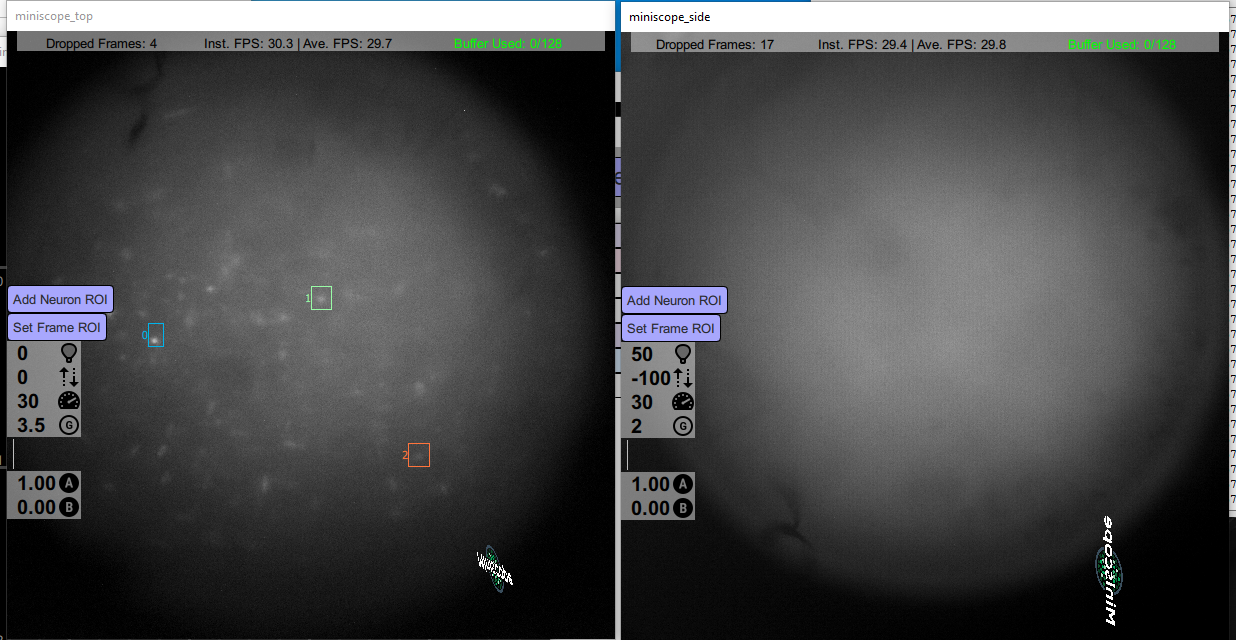 miniscope_top
Dropped Frames: 4 Inst. FPS: 30.3 | Ave. FPS: 29.7 Buffer Used: 0/128
1
Add Neuron ROI
Set Frame ROI
0
0
0
30
3.5 G
2
1.00 A
0.00 B
Miniscope
miniscope_side
Dropped Frames: 17 Inst. FPS: 29.4 | Ave. FPS: 29.8 Buffer Used: 0/128
Add Neuron ROI
Set Frame ROI
50
-100
30
2 G
1.00 A
0.00 B
Miniscope